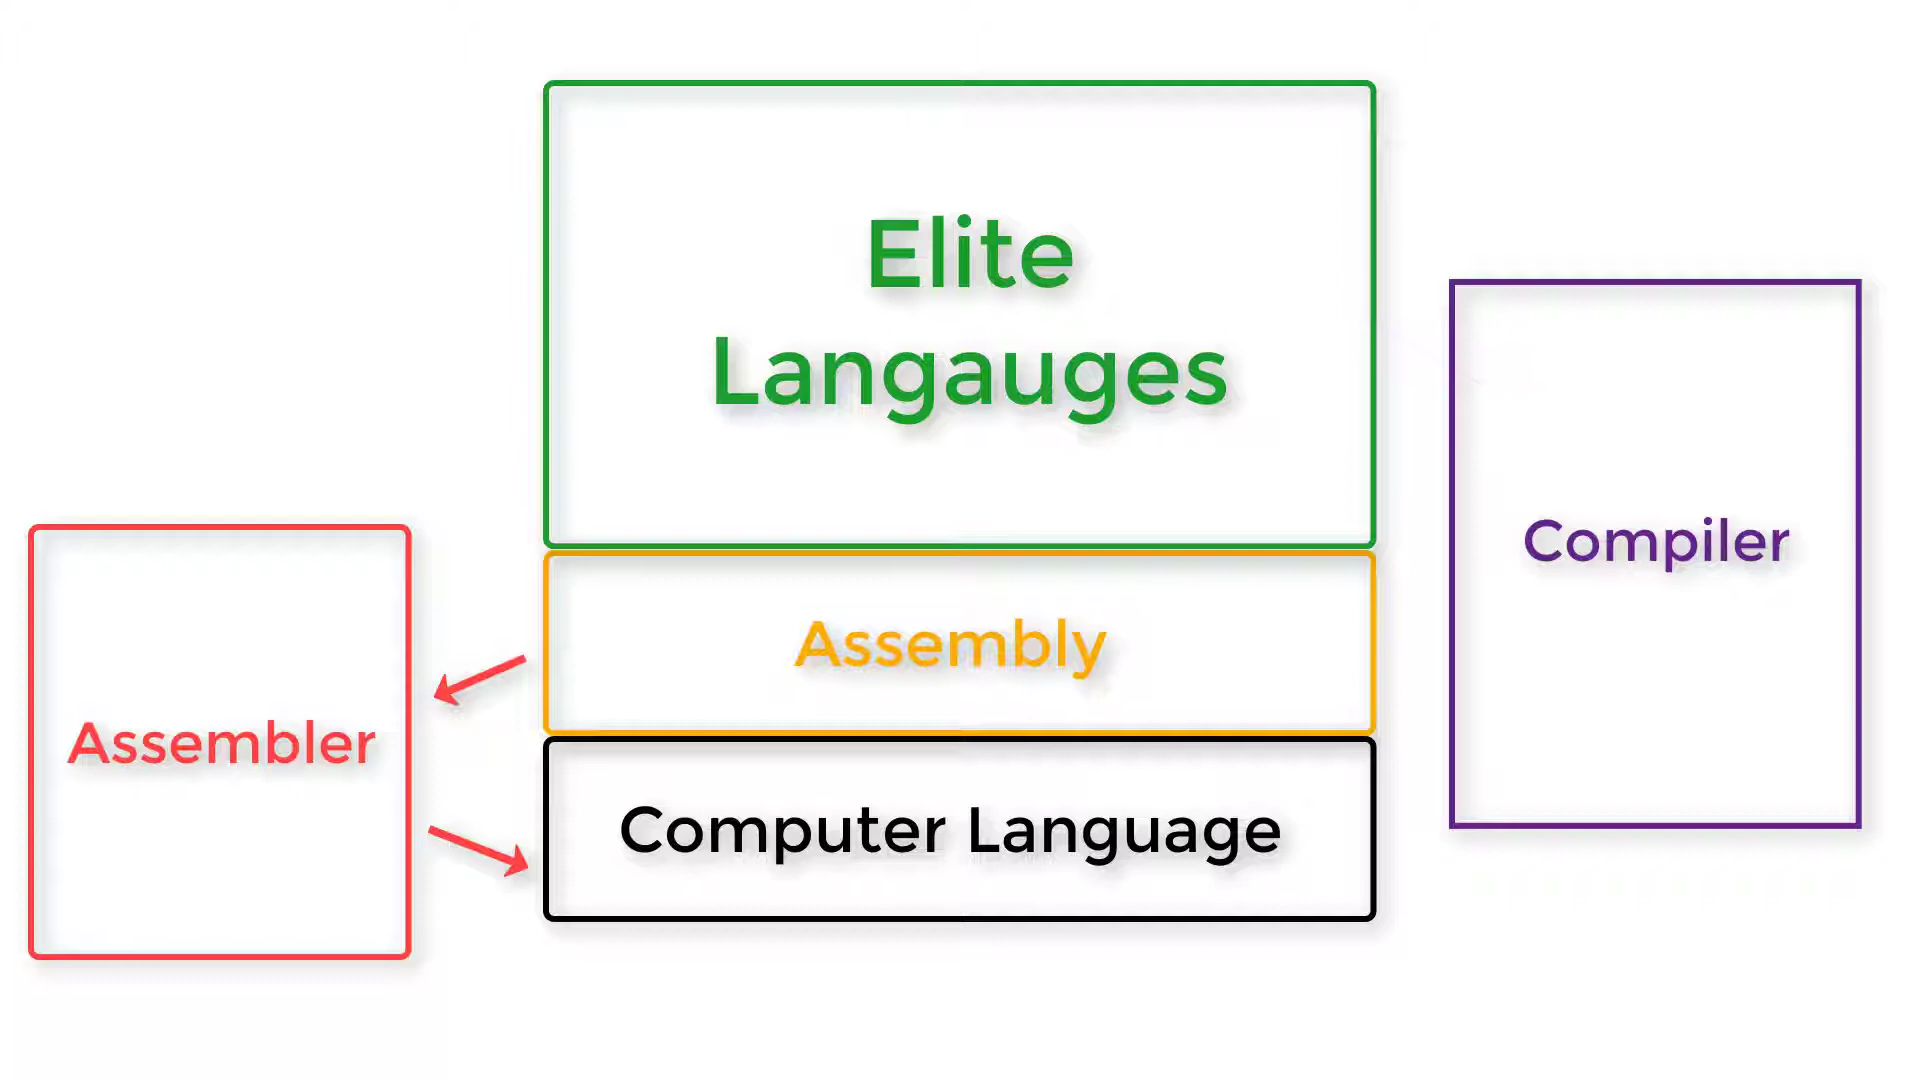 Elite
Langauges
Compiler
Assembly
Assembler
Computer Language